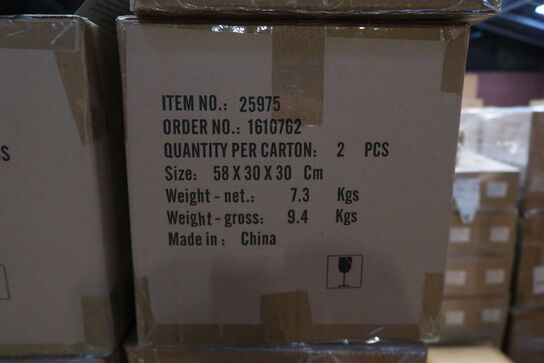 ITEM NO.: 25975
ORDER NO.: 1610762
QUANTITY PER CARTON: 2 PCS
Size: 58 X 30 X 30 Cm
Weight - net.: 7.3 Kgs
Weight - gross: 9.4 Kgs
Made in : China